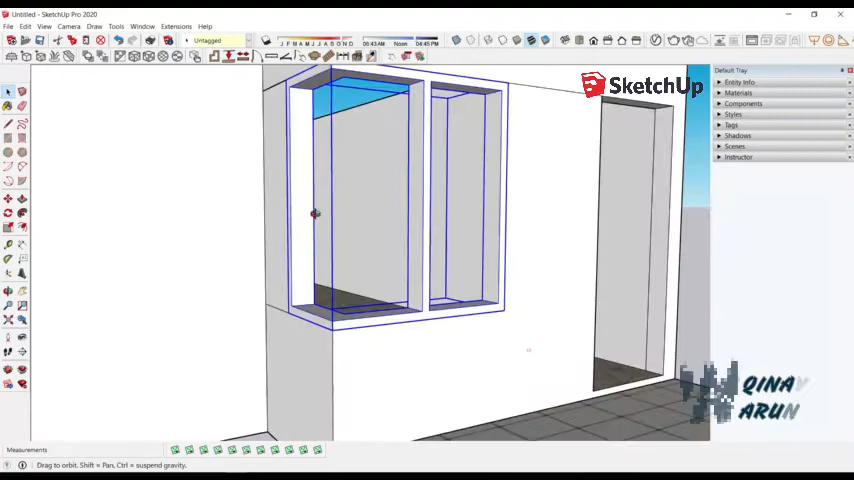 Untitled - SketchUp Pro 2020
File Edit View Camera Draw Tools Window Extensions Help
Untagged
J F M A M J J A S O N D 06:43 AM Noon 04:45 PM
Default Tray
Entity Info
Materials
Components
Styles
Tags
Shadows
Scenes
Instructor
SketchUp
QINAY
ARUN
Measurements
Drag to orbit. Shift = Pan, Ctrl = suspend gravity.